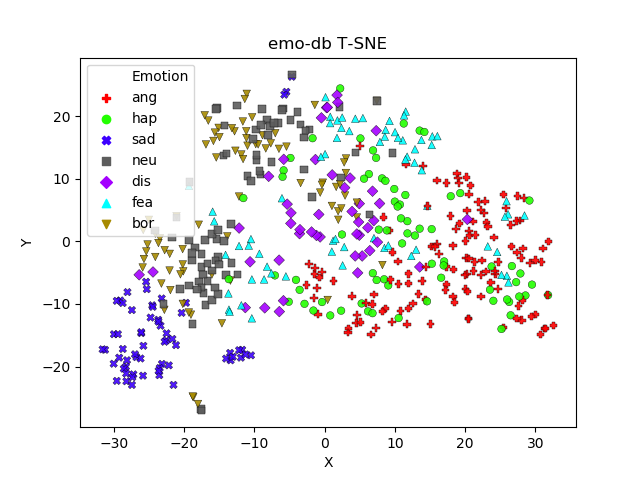 emo-db T-SNE
Emotion
ang
hap
sad
neu
dis
fea
bor
Y
20
10
0
−10
−20
−30
−20
−10
0
10
20
30
X